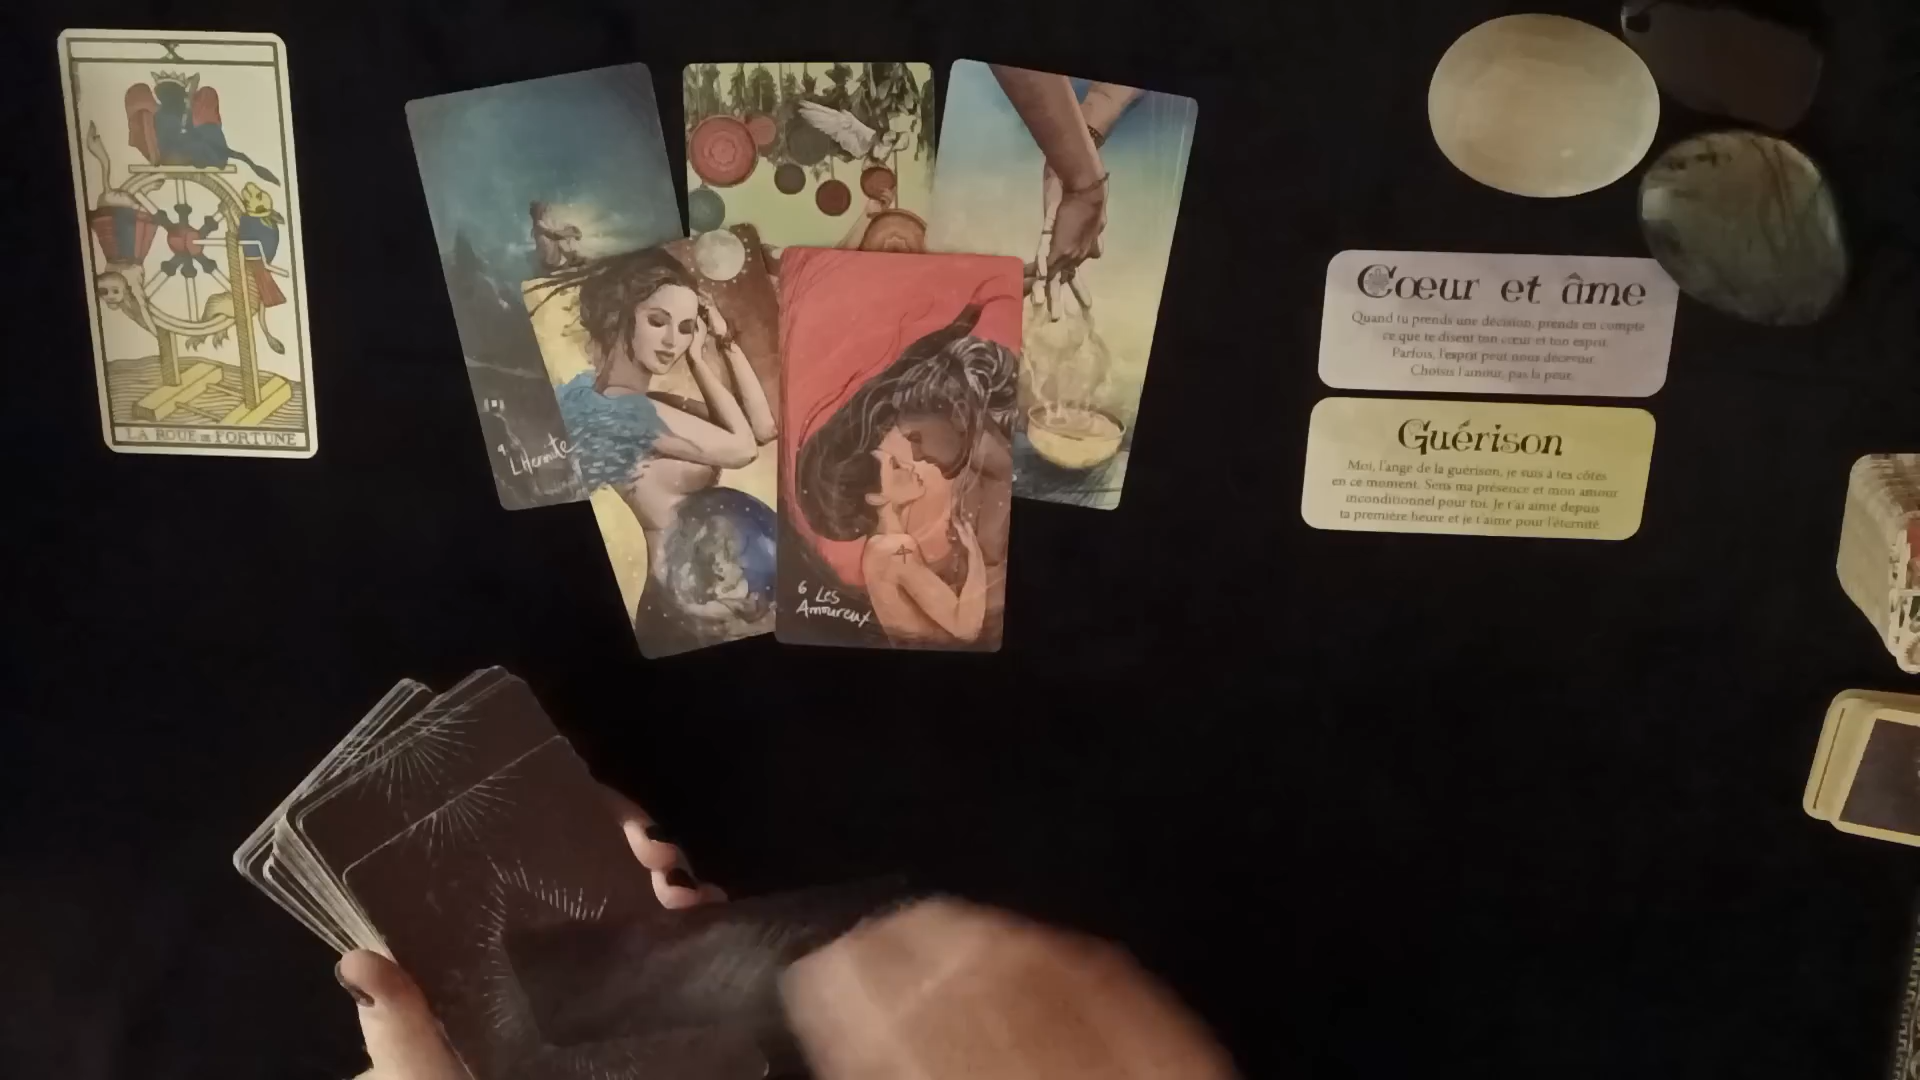 X
LA ROUE DE FORTUNE
9
L'Hermite
6 Les
Amoureux
Cœur et âme
Quand tu prends une décision, prends en compte
ce que te disent ton cœur et ton esprit.
Parfois, l'esprit peut nous décevoir.
Choisis l'amour, pas la peur.
Guérison
Moi, l'ange de la guérison, je suis à tes côtés
en ce moment. Sens ma présence et mon amour
inconditionnel pour toi. Je t'ai aimé depuis
ta première heure et je t'aime pour l'éternité.